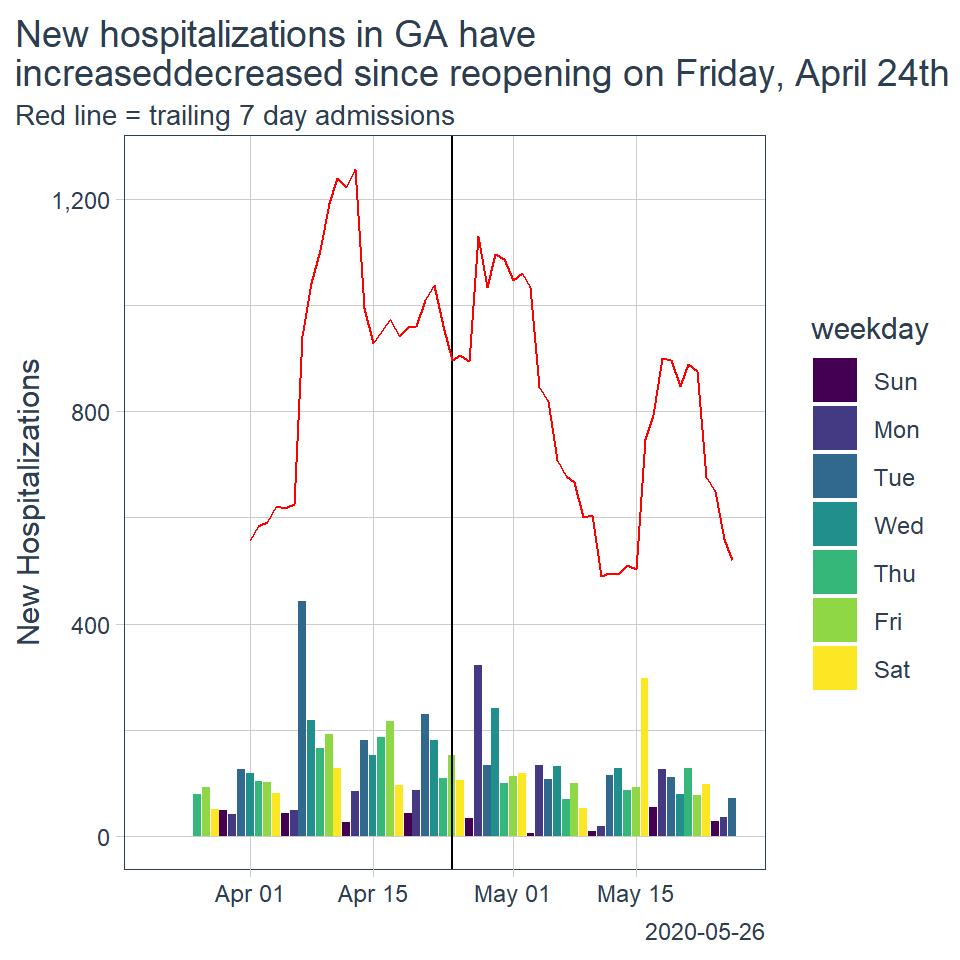 New hospitalizations in GA have
increaseddecreased since reopening on Friday, April 24th
Red line = trailing 7 day admissions
New Hospitalizations
1,200
800
400
0
Apr 01
Apr 15
May 01
May 15
2020-05-26
weekday
Sun
Mon
Tue
Wed
Thu
Fri
Sat